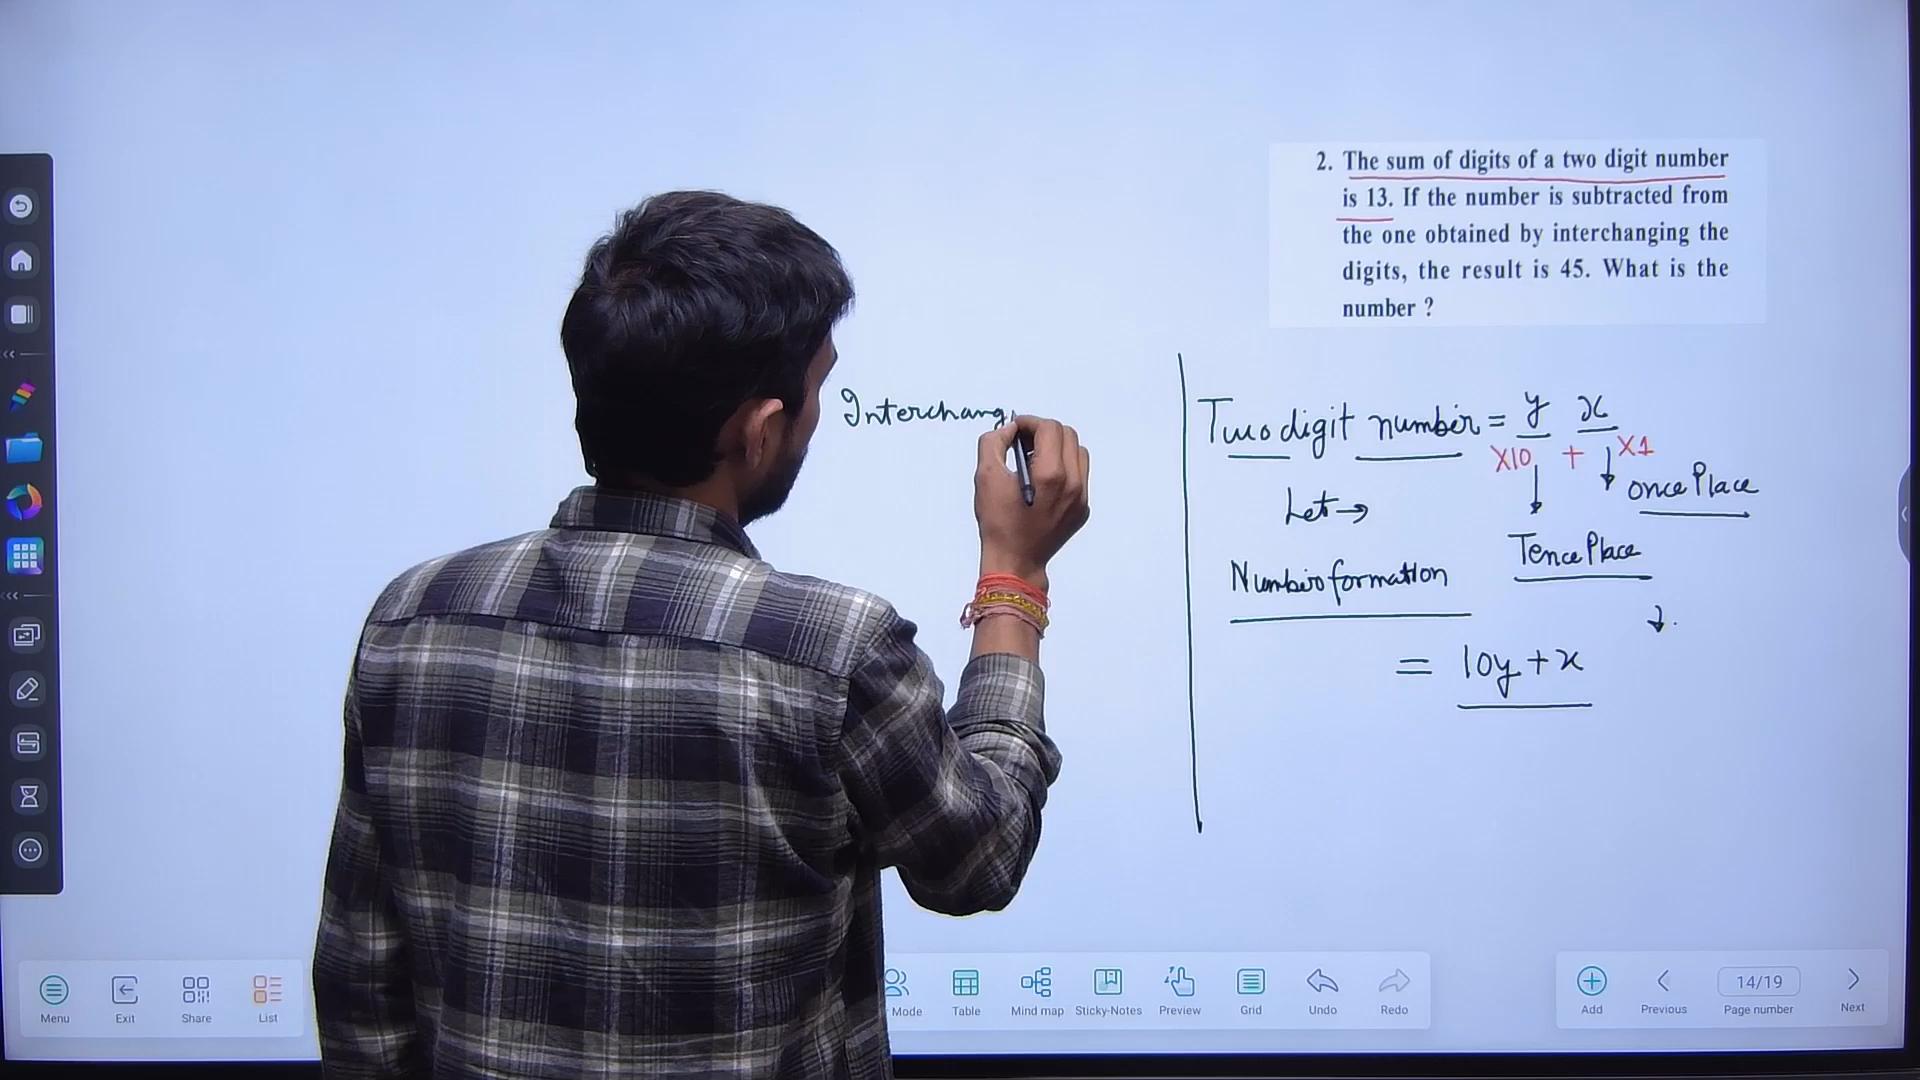 2. The sum of digits of a two digit number
is 13. If the number is subtracted from
the one obtained by interchanging the
digits, the result is 45. What is the
number ?
Interchang
Two digit number = y x
X10 + X1
Let →
once Place
Tence Place
Number formation
= 10y + x
Menu
Exit
Share
List
Mode
Table
Mind map
Sticky-Notes
Preview
Grid
Undo
Redo
Add
Previous
14/19
Page number
Next